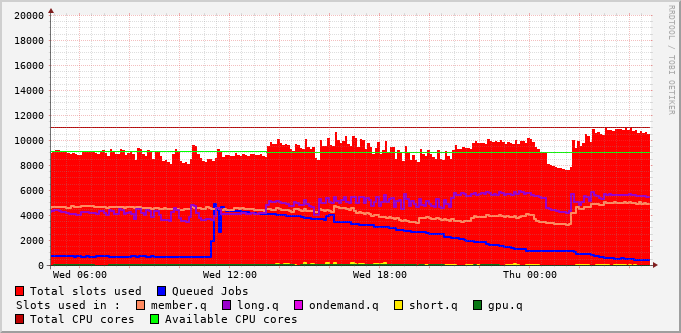 20000
18000
16000
14000
12000
10000
8000
6000
4000
2000
0
Wed 06:00 Wed 12:00 Wed 18:00 Thu 00:00
Total slots used Queued Jobs
Slots used in : member.q long.q ondemand.q short.q gpu.q
Total CPU cores Available CPU cores
RRDTOOL / TOBI OETIKER